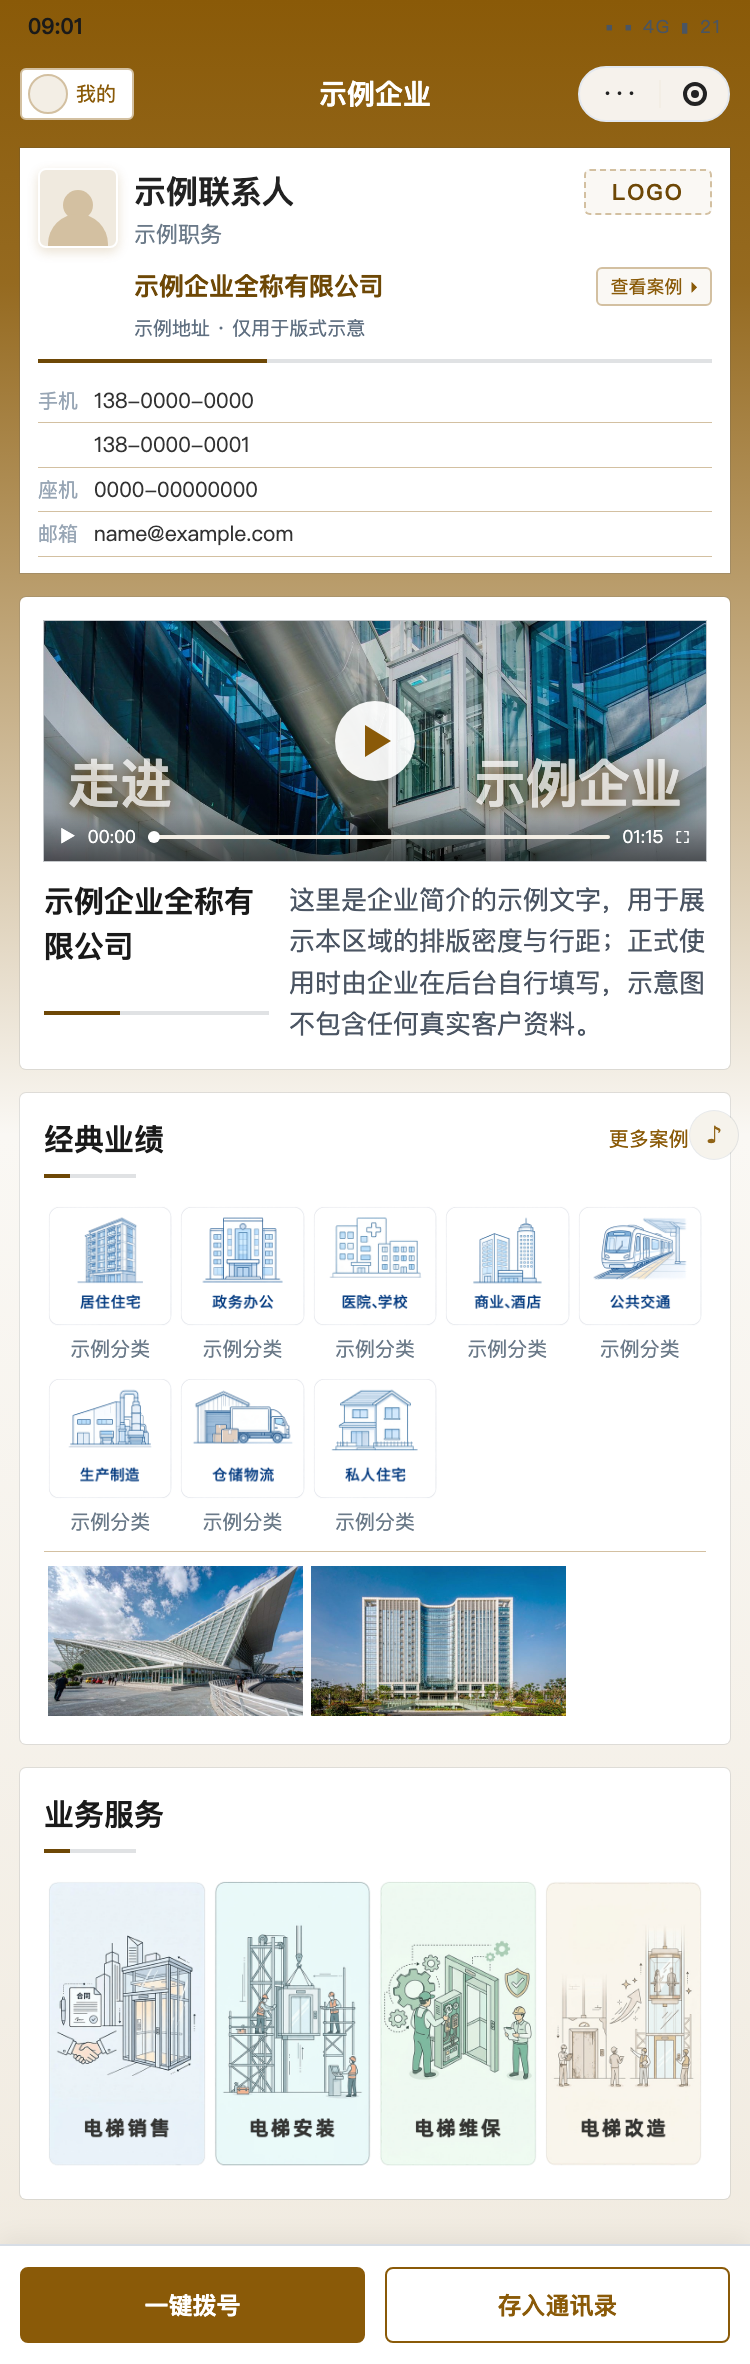 09:01
4G 21
我的
示例企业
示例联系人
LOGO
示例职务
示例企业全称有限公司
查看案例
示例地址 · 仅用于版式示意
手机 138-0000-0000
138-0000-0001
座机 0000-00000000
邮箱 name@example.com
走进 示例企业
00:00 01:15
示例企业全称有
限公司
这里是企业简介的示例文字，用于展
示本区域的排版密度与行距；正式使
用时由企业在后台自行填写，示意图
不包含任何真实客户资料。
经典业绩
更多案例
居住住宅 政务办公 医院、学校 商业、酒店 公共交通
示例分类 示例分类 示例分类 示例分类 示例分类
生产制造 仓储物流 私人住宅
示例分类 示例分类 示例分类
业务服务
合同
电梯销售 电梯安装 电梯维保 电梯改造
一键拨号 存入通讯录